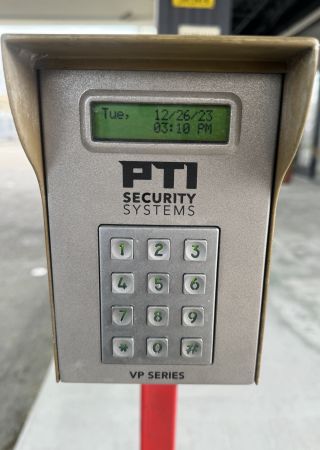 Tue, 12/26/23
03:10 PM
PTI
SECURITY
SYSTEMS
1 2 3
4 5 6
7 8 9
* 0 #
VP SERIES